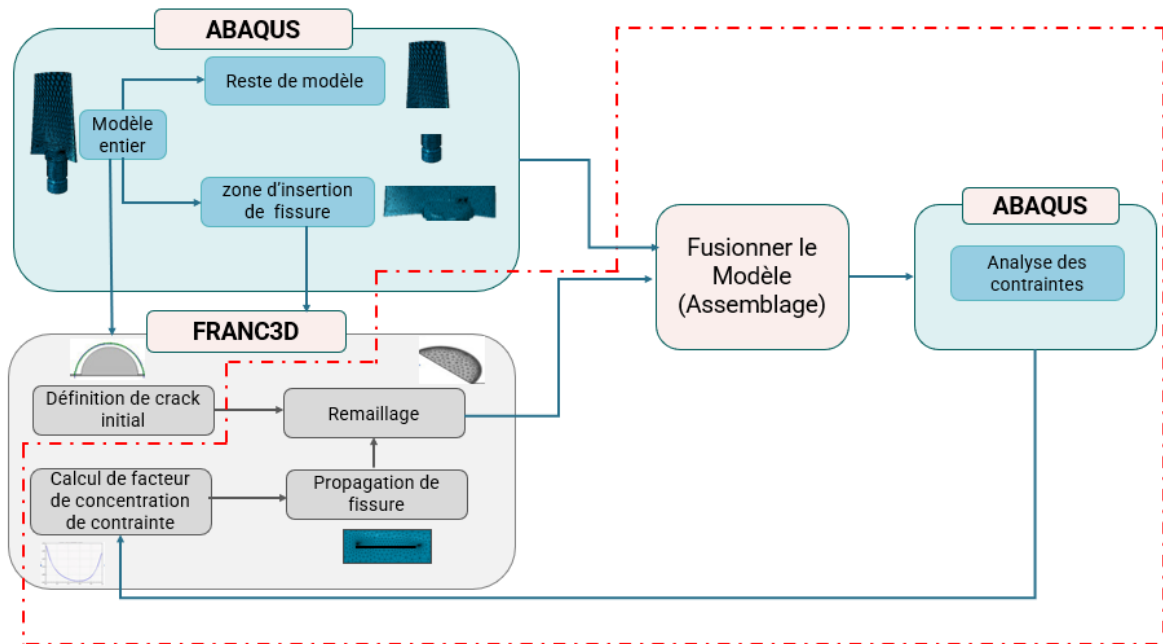 ABAQUS
Reste de modèle
Modèle
entier
zone d'insertion
de fissure
Fusionner le
Modèle
(Assemblage)
ABAQUS
Analyse des
contraintes
FRANC3D
Définition de crack
initial
Remaillage
Calcul de facteur
de concentration
de contrainte
Propagation de
fissure